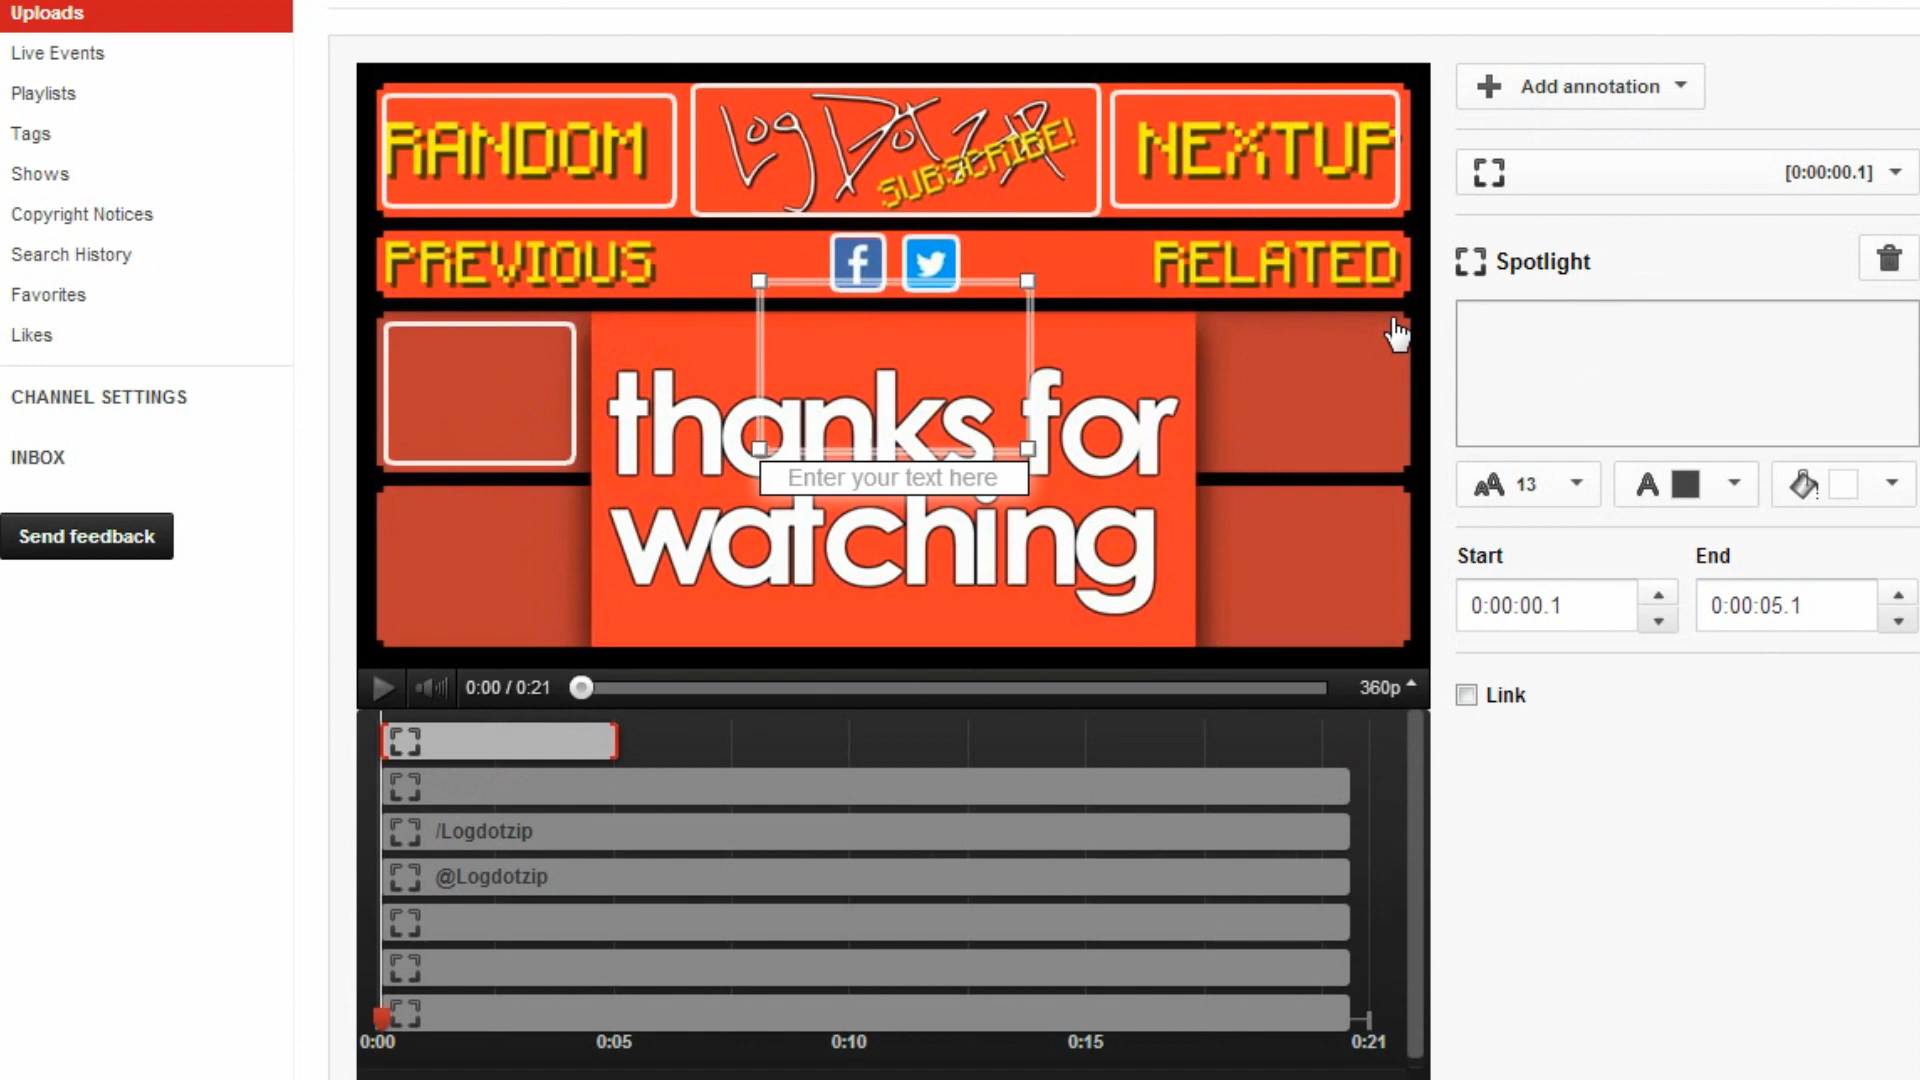 Uploads
Live Events
Playlists
Tags
Shows
Copyright Notices
Search History
Favorites
Likes
CHANNEL SETTINGS
INBOX
Send feedback
RANDOM
LogDotZip
SUBSCRIBE!
NEXTUP
PREVIOUS
f
RELATED
thanks for
Enter your text here
watching
0:00 / 0:21
360p
/Logdotzip
@Logdotzip
0:00
0:05
0:10
0:15
0:21
Add annotation
[0:00:00.1]
Spotlight
AA 13
A
Start
End
0:00:00.1
0:00:05.1
Link